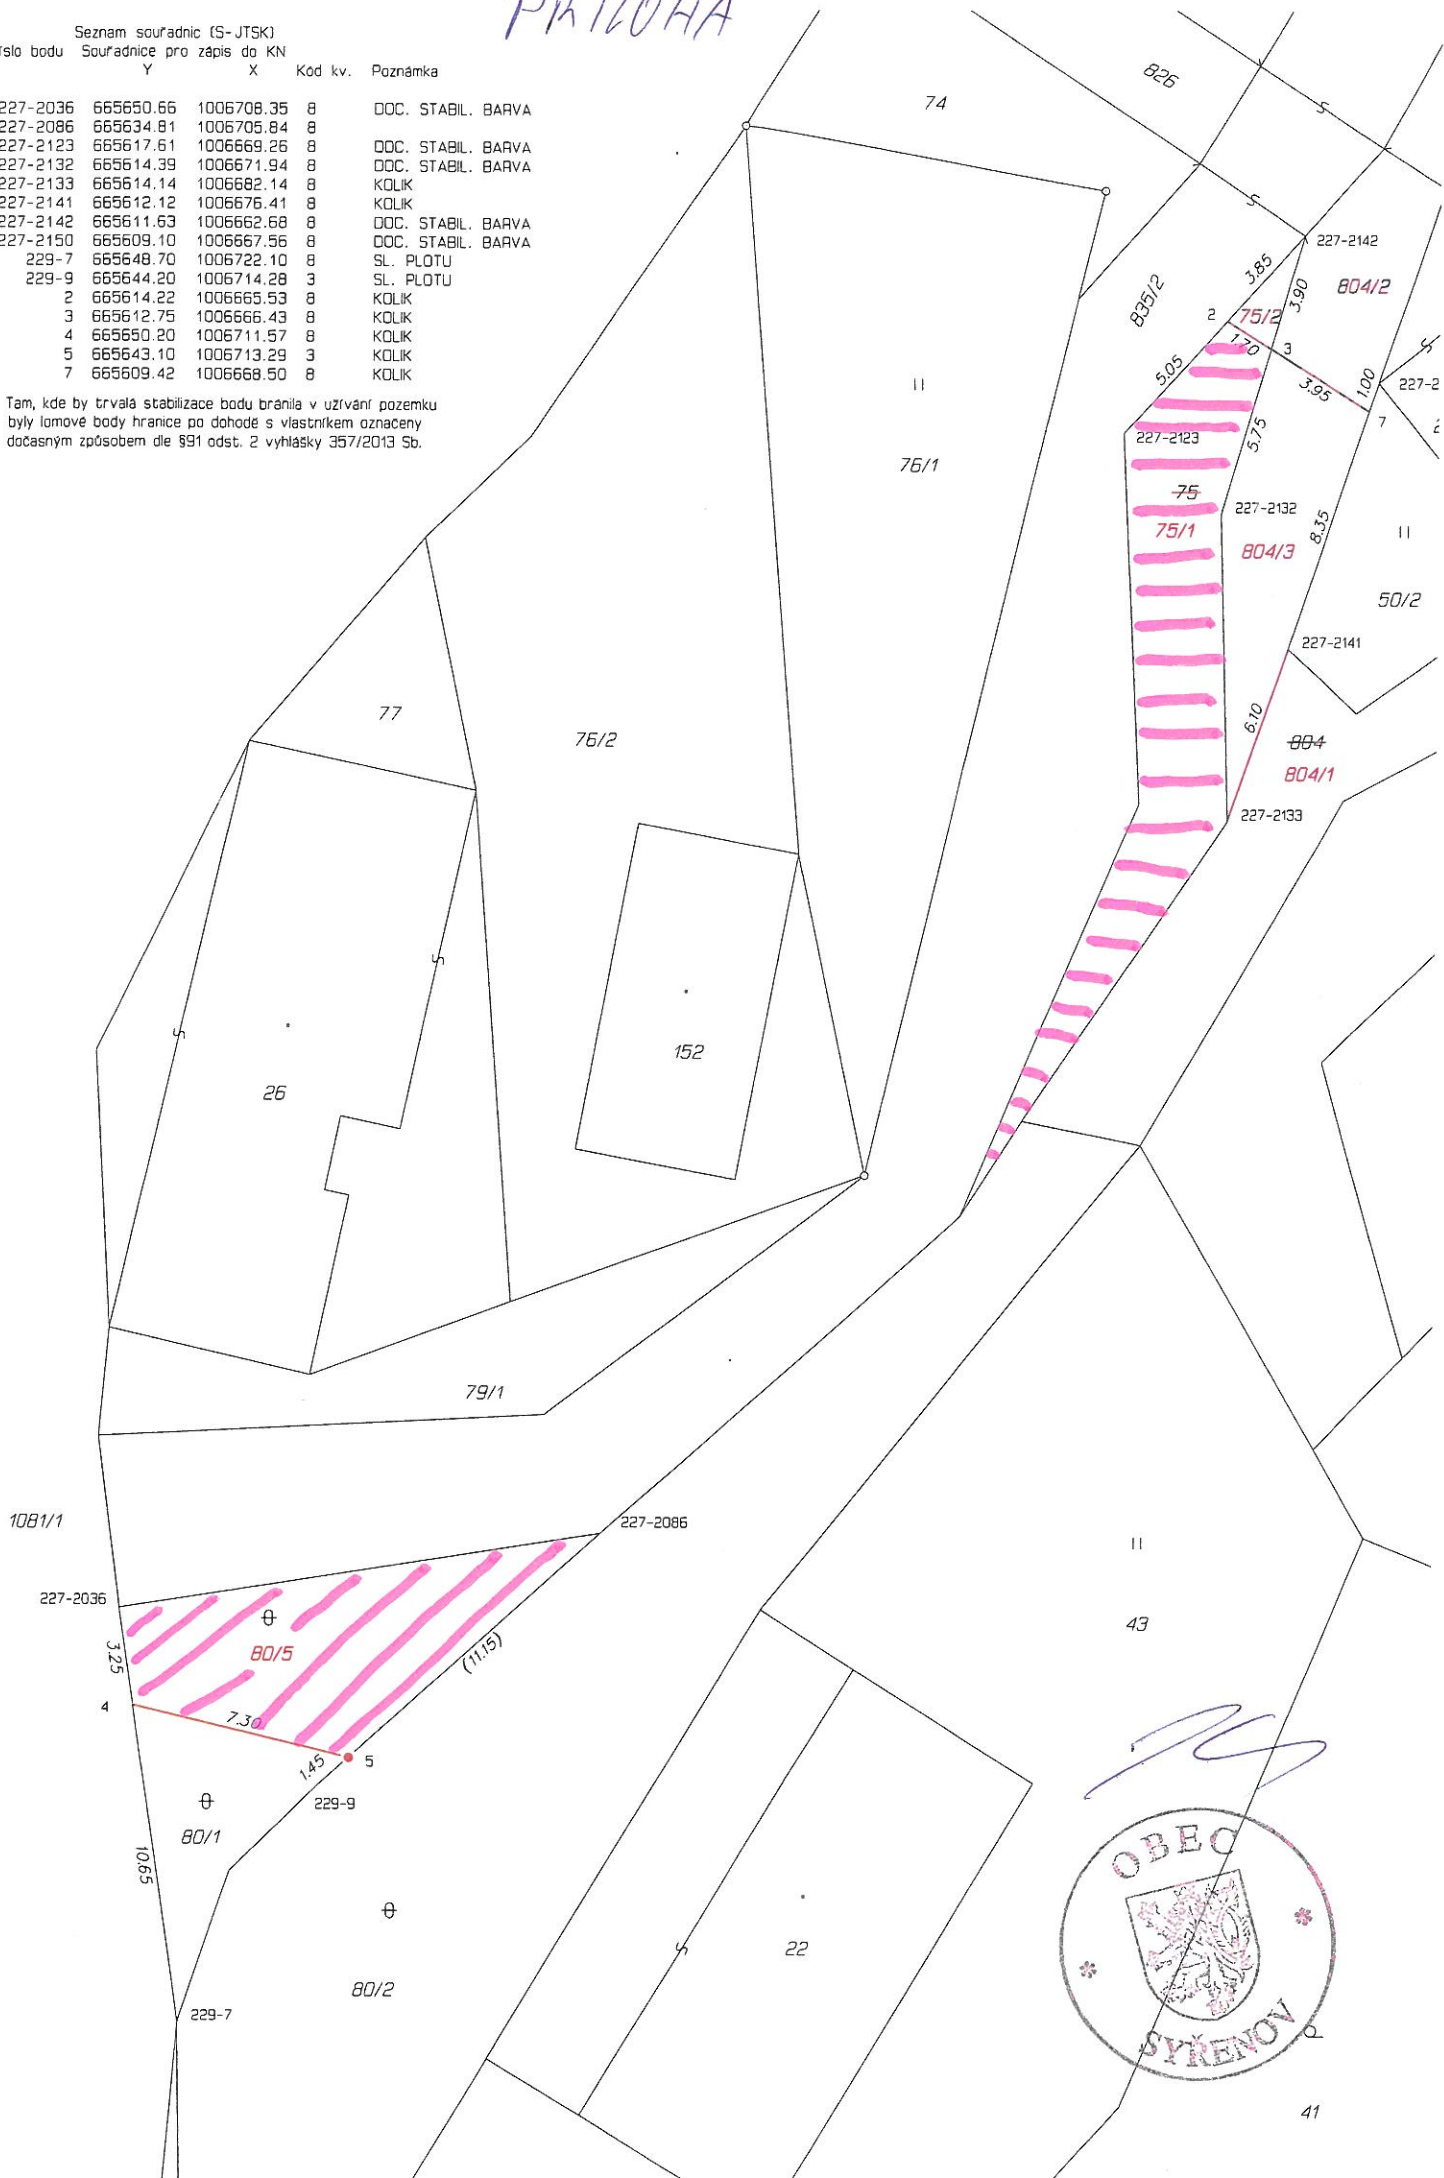 PŘÍLOHA
Seznam souřadnic (S-JTSK)
íslo bodu Souřadnice pro zápis do KN
Y X Kód kv. Poznámka
227-2036 665650.66 1006708.35 8 DOC. STABIL. BARVA
227-2086 665634.81 1006705.84 8
227-2123 665617.61 1006669.26 8 DOC. STABIL. BARVA
227-2132 665614.39 1006671.94 8 DOC. STABIL. BARVA
227-2133 665614.14 1006682.14 8 KOLIK
227-2141 665612.12 1006676.41 8 KOLIK
227-2142 665611.63 1006662.68 8 DOC. STABIL. BARVA
227-2150 665609.10 1006667.56 8 DOC. STABIL. BARVA
229-7 665648.70 1006722.10 8 SL. PLOTU
229-9 665644.20 1006714.28 3 SL. PLOTU
2 665614.22 1006665.53 8 KOLIK
3 665612.75 1006666.43 8 KOLIK
4 665650.20 1006711.57 8 KOLIK
5 665643.10 1006713.29 3 KOLIK
7 665609.42 1006668.50 8 KOLIK
Tam, kde by trvalá stabilizace bodu bránila v užívání pozemku
byly lomové body hranice po dohodě s vlastníkem označeny
dočasným způsobem dle §91 odst. 2 vyhlášky 357/2013 Sb.
826
74
227-2142
3.85
3.90
804/2
835/2
2
75/2
1.70
3
5.05
3.95
1.00
227-2
7
2
227-2123
5.75
76/1
75
227-2132
75/1
8.35
804/3
50/2
227-2141
77
76/2
6.10
804
804/1
227-2133
152
26
79/1
1081/1
227-2086
227-2036
43
80/5
3.25
(11.15)
4
7.30
1.45
5
229-9
80/1
10.65
80/2
22
229-7
OBEC
SYŘENOV
41